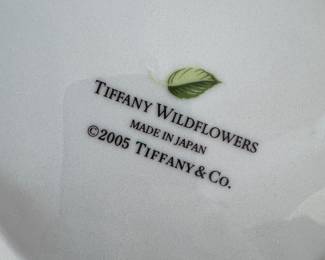 TIFFANY WILDFLOWERS
MADE IN JAPAN
©2005 TIFFANY & CO.